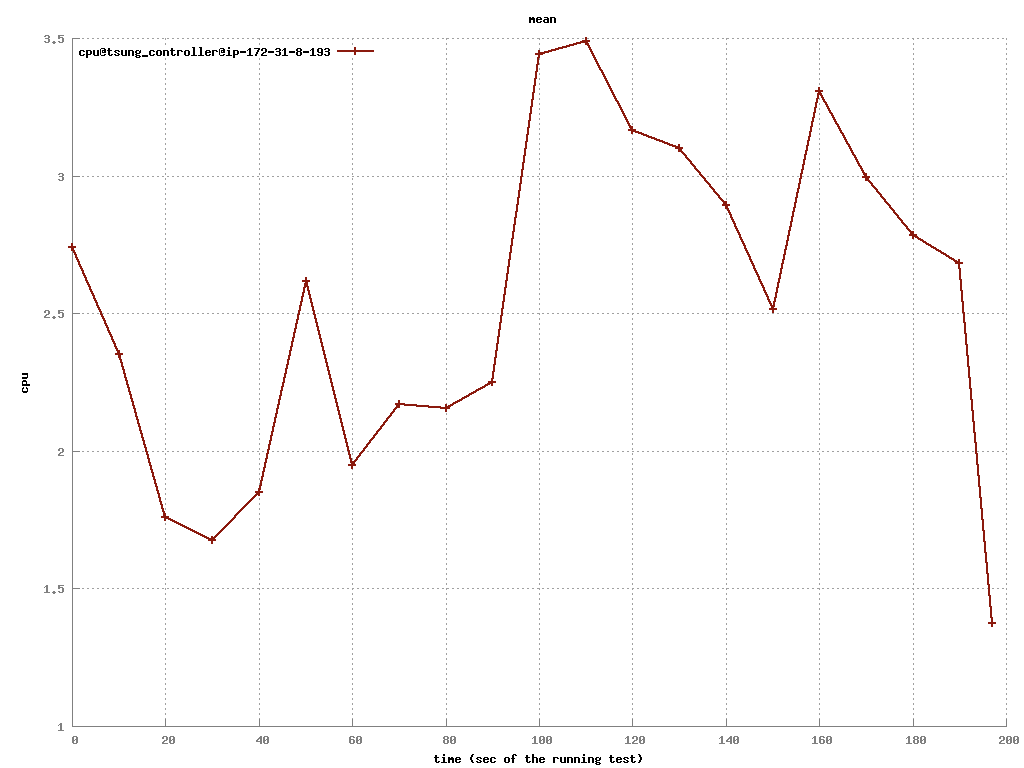 mean
cpu@tsung_controller@ip-172-31-8-193
3.5
3
2.5
2
1.5
1
cpu
0 20 40 60 80 100 120 140 160 180 200
time (sec of the running test)